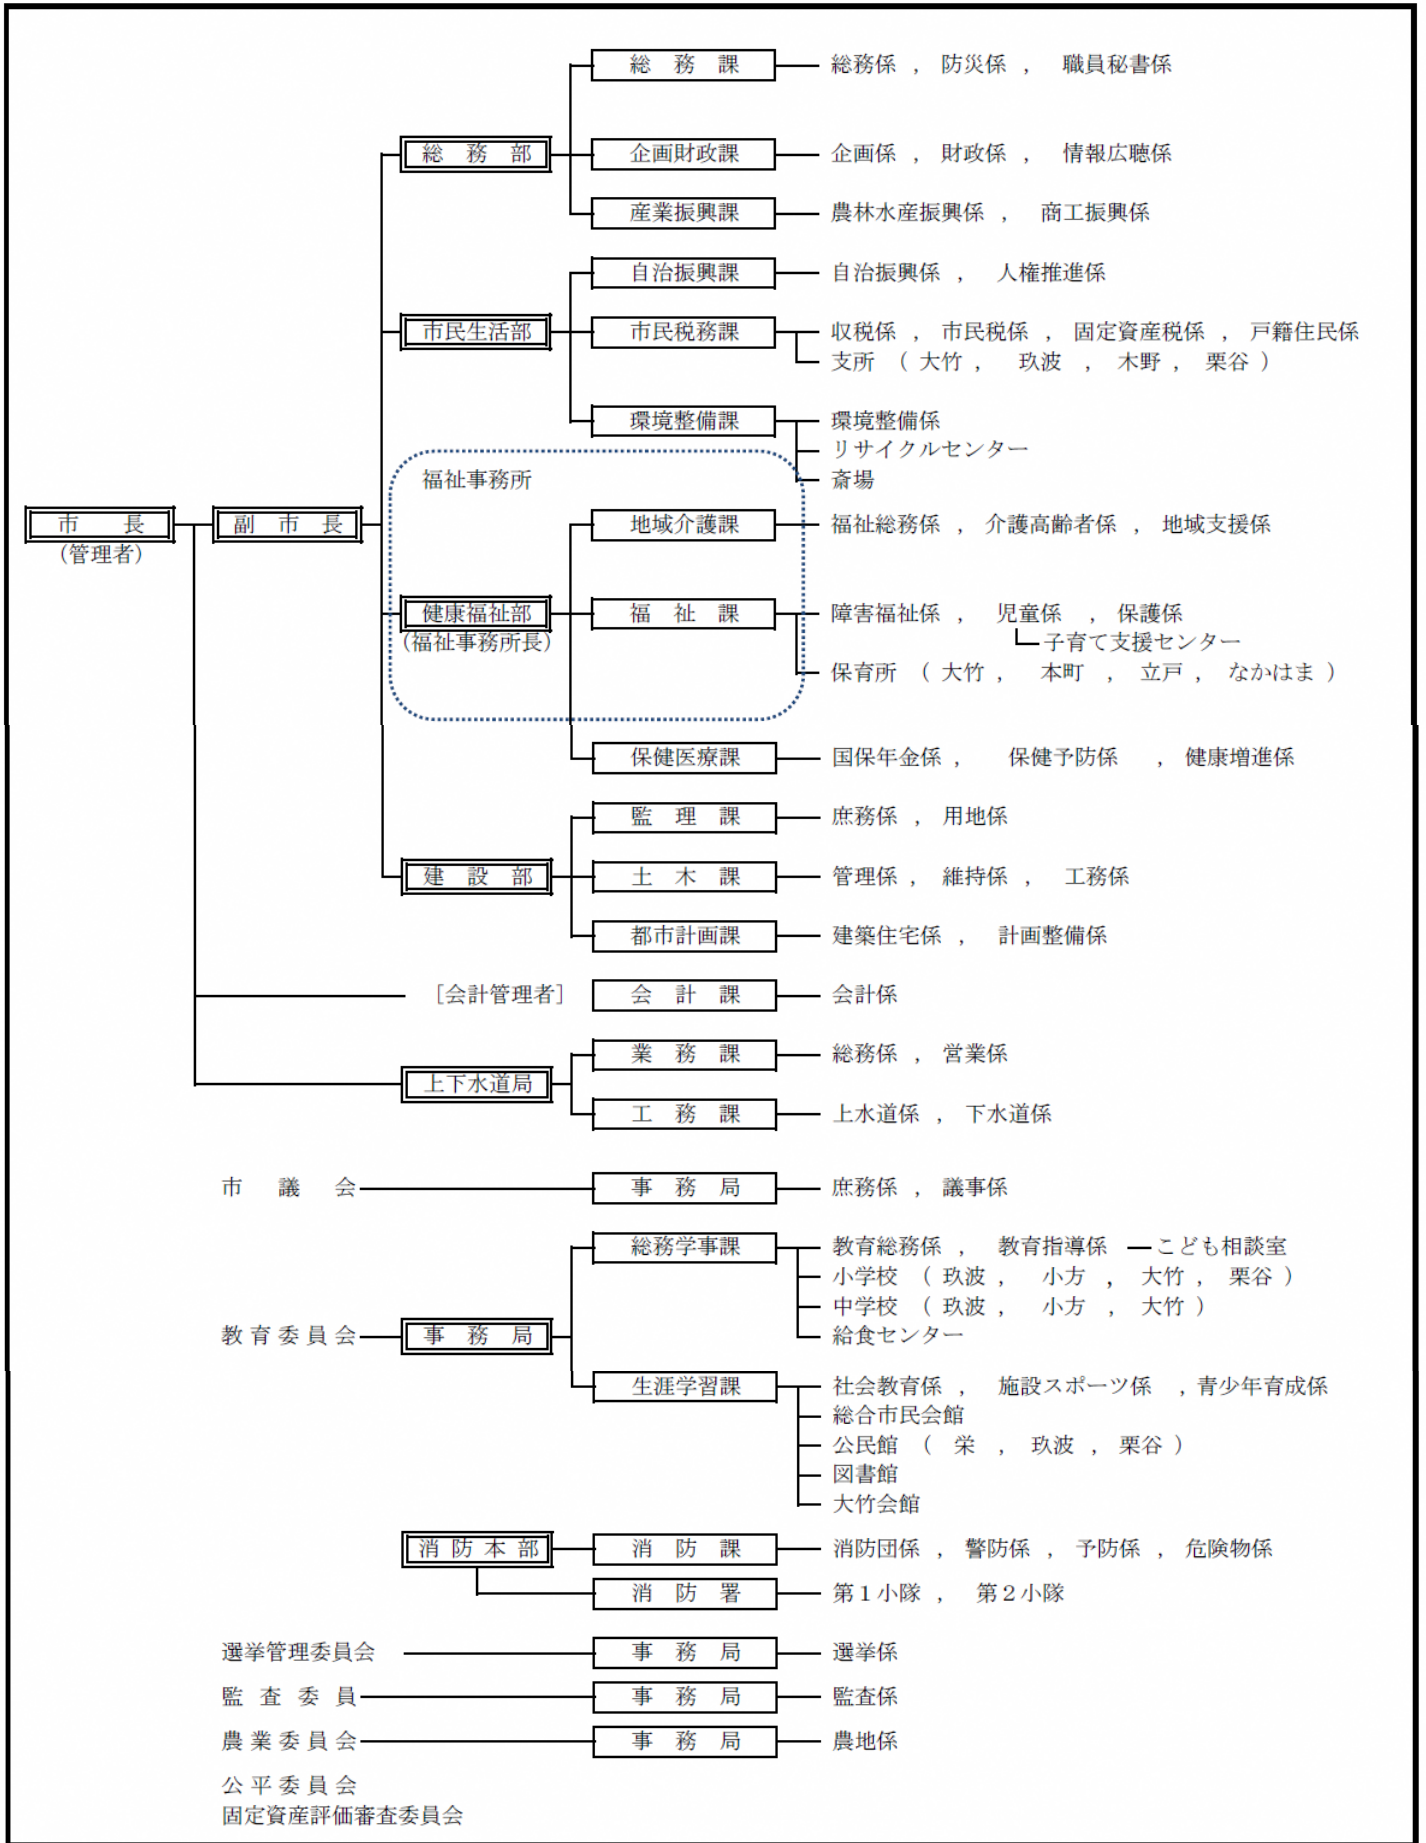 総務課 総務係 , 防災係 , 職員秘書係
総務部 企画財政課 企画係 , 財政係 , 情報広聴係
産業振興課 農林水産振興係 , 商工振興係
自治振興課 自治振興係 , 人権推進係
市民生活部 市民税務課 収税係 , 市民税係 , 固定資産税係 , 戸籍住民係
支所 ( 大竹 , 玖波 , 木野 , 栗谷 )
環境整備課 環境整備係
リサイクルセンター
福祉事務所 斎場
市長 副市長 地域介護課 福祉総務係 , 介護高齢者係 , 地域支援係
(管理者)
健康福祉部 福祉課 障害福祉係 , 児童係 , 保護係
(福祉事務所長) 子育て支援センター
保育所 ( 大竹 , 本町 , 立戸 , なかはま )
保健医療課 国保年金係 , 保健予防係 , 健康増進係
監理課 庶務係 , 用地係
建設部 土木課 管理係 , 維持係 , 工務係
都市計画課 建築住宅係 , 計画整備係
[会計管理者] 会計課 会計係
業務課 総務係 , 営業係
上下水道局
工務課 上水道係 , 下水道係
市議会 事務局 庶務係 , 議事係
総務学事課 教育総務係 , 教育指導係 こども相談室
小学校 ( 玖波 , 小方 , 大竹 , 栗谷 )
中学校 ( 玖波 , 小方 , 大竹 )
教育委員会 事務局 給食センター
生涯学習課 社会教育係 , 施設スポーツ係 , 青少年育成係
総合市民会館
公民館 ( 栄 , 玖波 , 栗谷 )
図書館
大竹会館
消防本部 消防課 消防団係 , 警防係 , 予防係 , 危険物係
消防署 第1小隊 , 第2小隊
選挙管理委員会 事務局 選挙係
監査委員 事務局 監査係
農業委員会 事務局 農地係
公平委員会
固定資産評価審査委員会